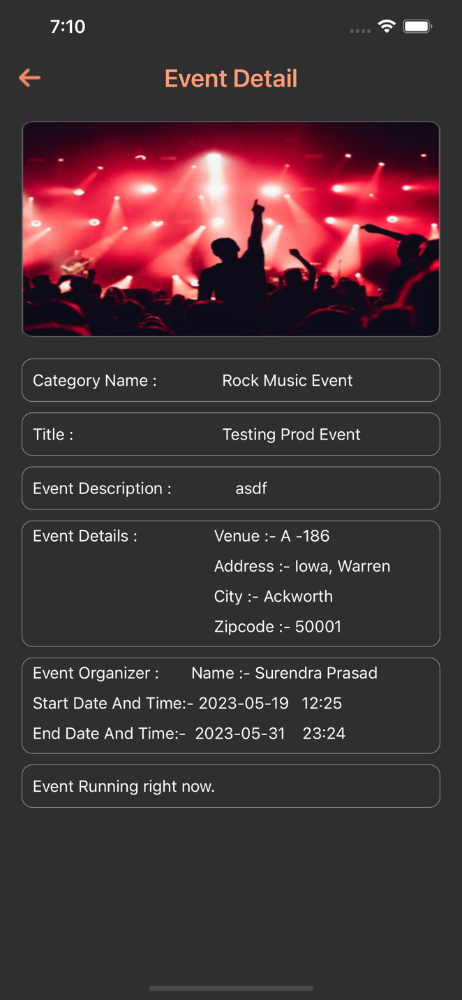 7:10
Event Detail
Category Name : Rock Music Event
Title : Testing Prod Event
Event Description : asdf
Event Details : Venue :- A -186
Address :- Iowa, Warren
City :- Ackworth
Zipcode :- 50001
Event Organizer : Name :- Surendra Prasad
Start Date And Time:- 2023-05-19 12:25
End Date And Time:- 2023-05-31 23:24
Event Running right now.